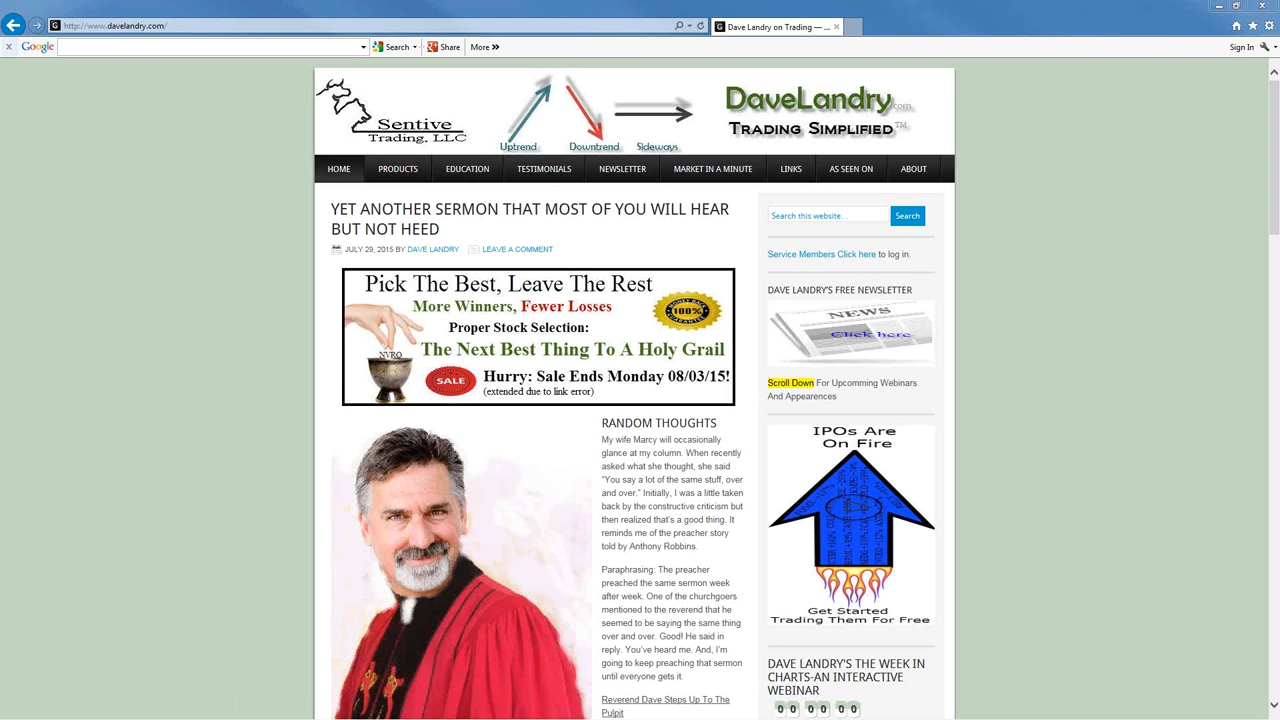 http://www.davelandry.com/
Dave Landry on Trading — ...
Google
Search
Share
More »
Sign In
Sentive
Trading, LLC
Uptrend
Downtrend
Sideways
DaveLandry.com
Trading Simplified™
HOME
PRODUCTS
EDUCATION
TESTIMONIALS
NEWSLETTER
MARKET IN A MINUTE
LINKS
AS SEEN ON
ABOUT
YET ANOTHER SERMON THAT MOST OF YOU WILL HEAR
BUT NOT HEED
JULY 29, 2015 BY DAVE LANDRY
LEAVE A COMMENT
Pick The Best, Leave The Rest
More Winners, Fewer Losses
Proper Stock Selection:
The Next Best Thing To A Holy Grail
MONEY BACK
100%
GUARANTEE
NVRO
SALE
Hurry: Sale Ends Monday 08/03/15!
(extended due to link error)
RANDOM THOUGHTS
My wife Marcy will occasionally
glance at my column. When recently
asked what she thought, she said
“You say a lot of the same stuff, over
and over.” Initially, I was a little taken
back by the constructive criticism but
then realized that’s a good thing. It
reminds me of the preacher story
told by Anthony Robbins.
Paraphrasing: The preacher
preached the same sermon week
after week. One of the churchgoers
mentioned to the reverend that he
seemed to be saying the same thing
over and over. Good! He said in
reply. You’ve heard me. And, I’m
going to keep preaching that sermon
until everyone gets it.
Reverend Dave Steps Up To The
Pulpit
Search this website...
Search
Service Members Click here to log in.
DAVE LANDRY'S FREE NEWSLETTER
NEWS
Click here
Scroll Down For Upcomming Webinars
And Appearences
IPOs Are
On Fire
Get Started
Trading Them For Free
DAVE LANDRY'S THE WEEK IN
CHARTS-AN INTERACTIVE
WEBINAR
00 00 00